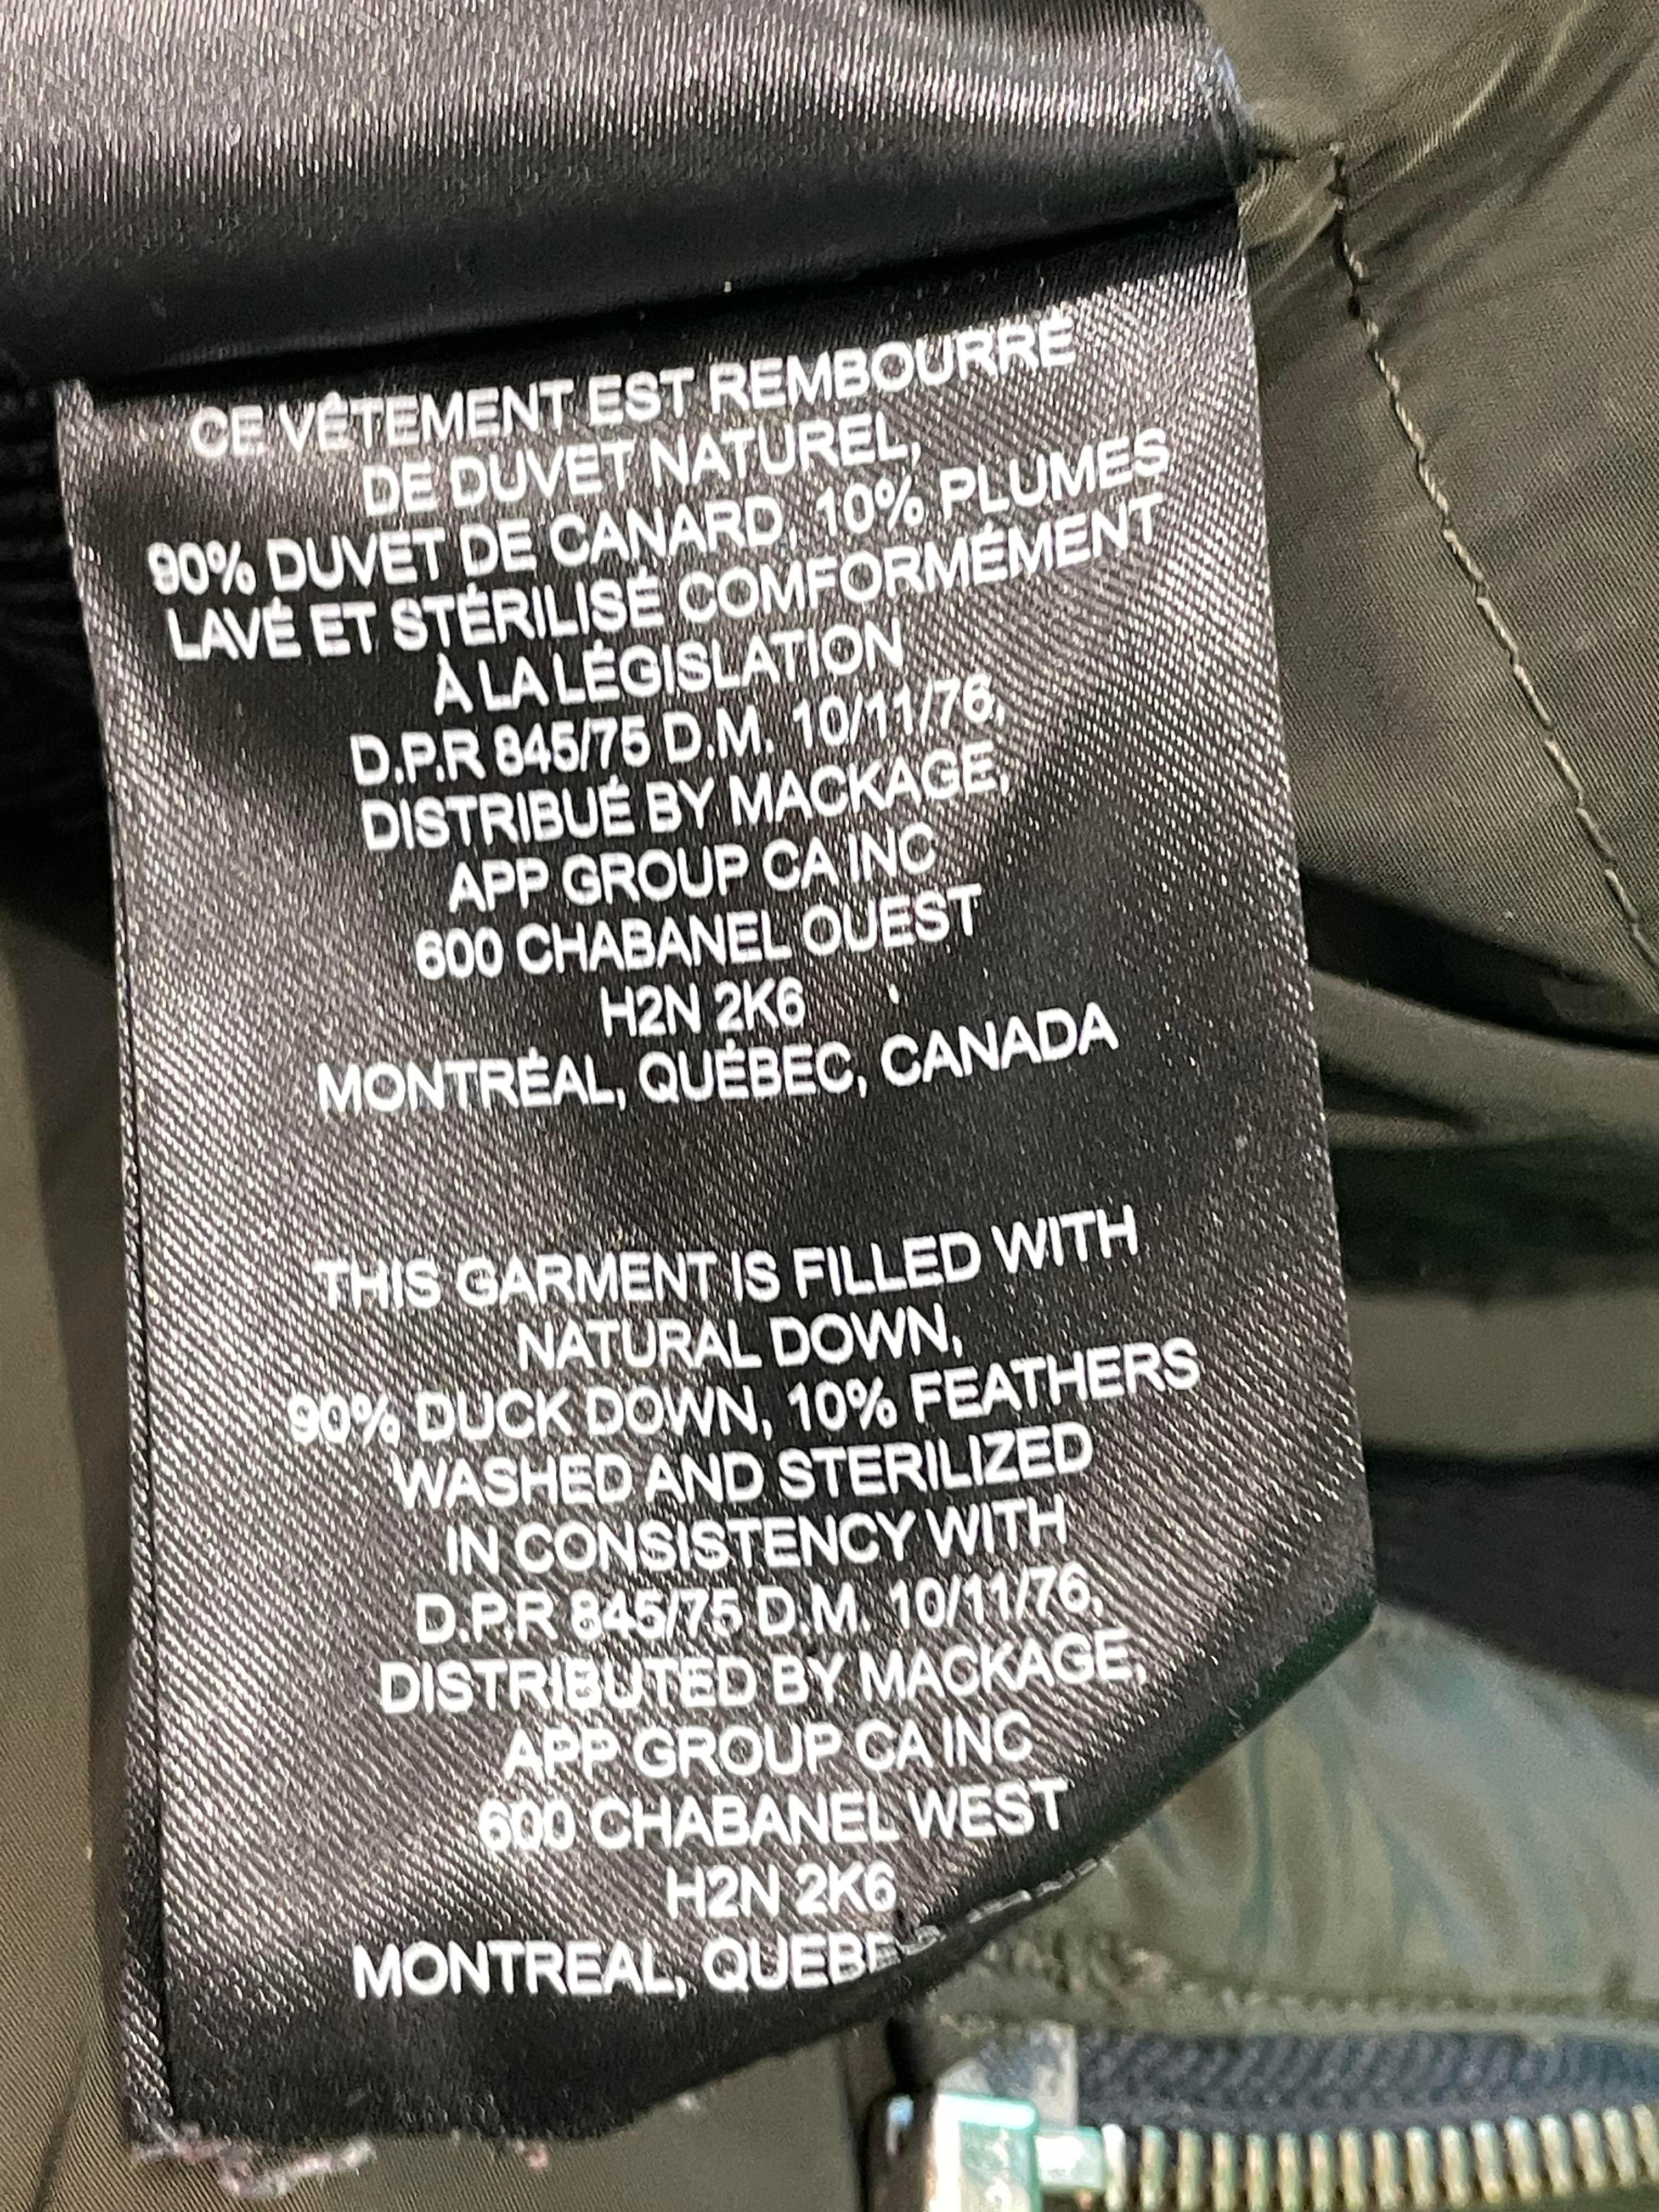 CE VÊTEMENT EST REMBOURRÉ
DE DUVET NATUREL,
90% DUVET DE CANARD, 10% PLUMES
LAVÉ ET STÉRILISÉ COMFORMÉMENT
À LA LÉGISLATION
D.P.R 845/75 D.M. 10/11/76,
DISTRIBUÉ BY MACKAGE,
APP GROUP CA INC
600 CHABANEL OUEST
H2N 2K6
MONTRÉAL, QUÉBEC, CANADA
THIS GARMENT IS FILLED WITH
NATURAL DOWN,
90% DUCK DOWN, 10% FEATHERS
WASHED AND STERILIZED
IN CONSISTENCY WITH
D.P.R 845/75 D.M. 10/11/76,
DISTRIBUTED BY MACKAGE,
APP GROUP CA INC
600 CHABANEL WEST
H2N 2K6
MONTREAL,